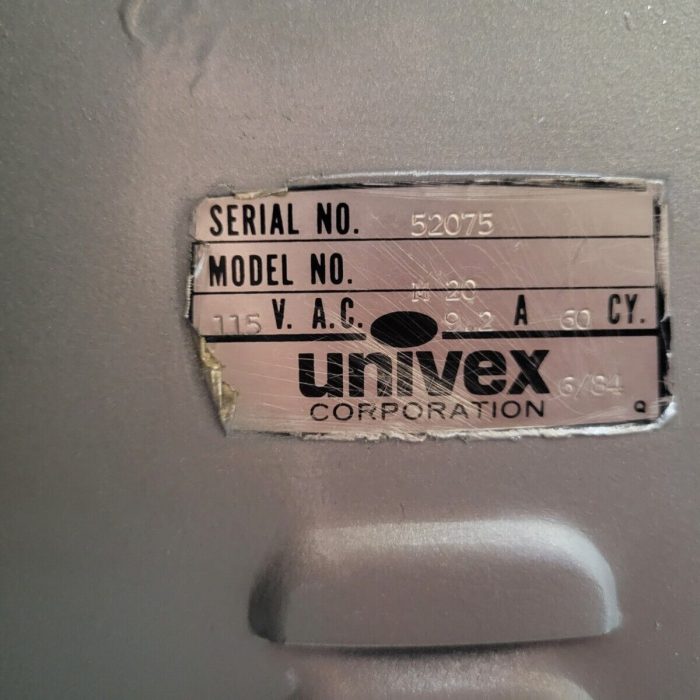 SERIAL NO. 52075
MODEL NO. M 20
115 V. A.C. 9.2 A 60 CY.
univex 6/84
CORPORATION Q